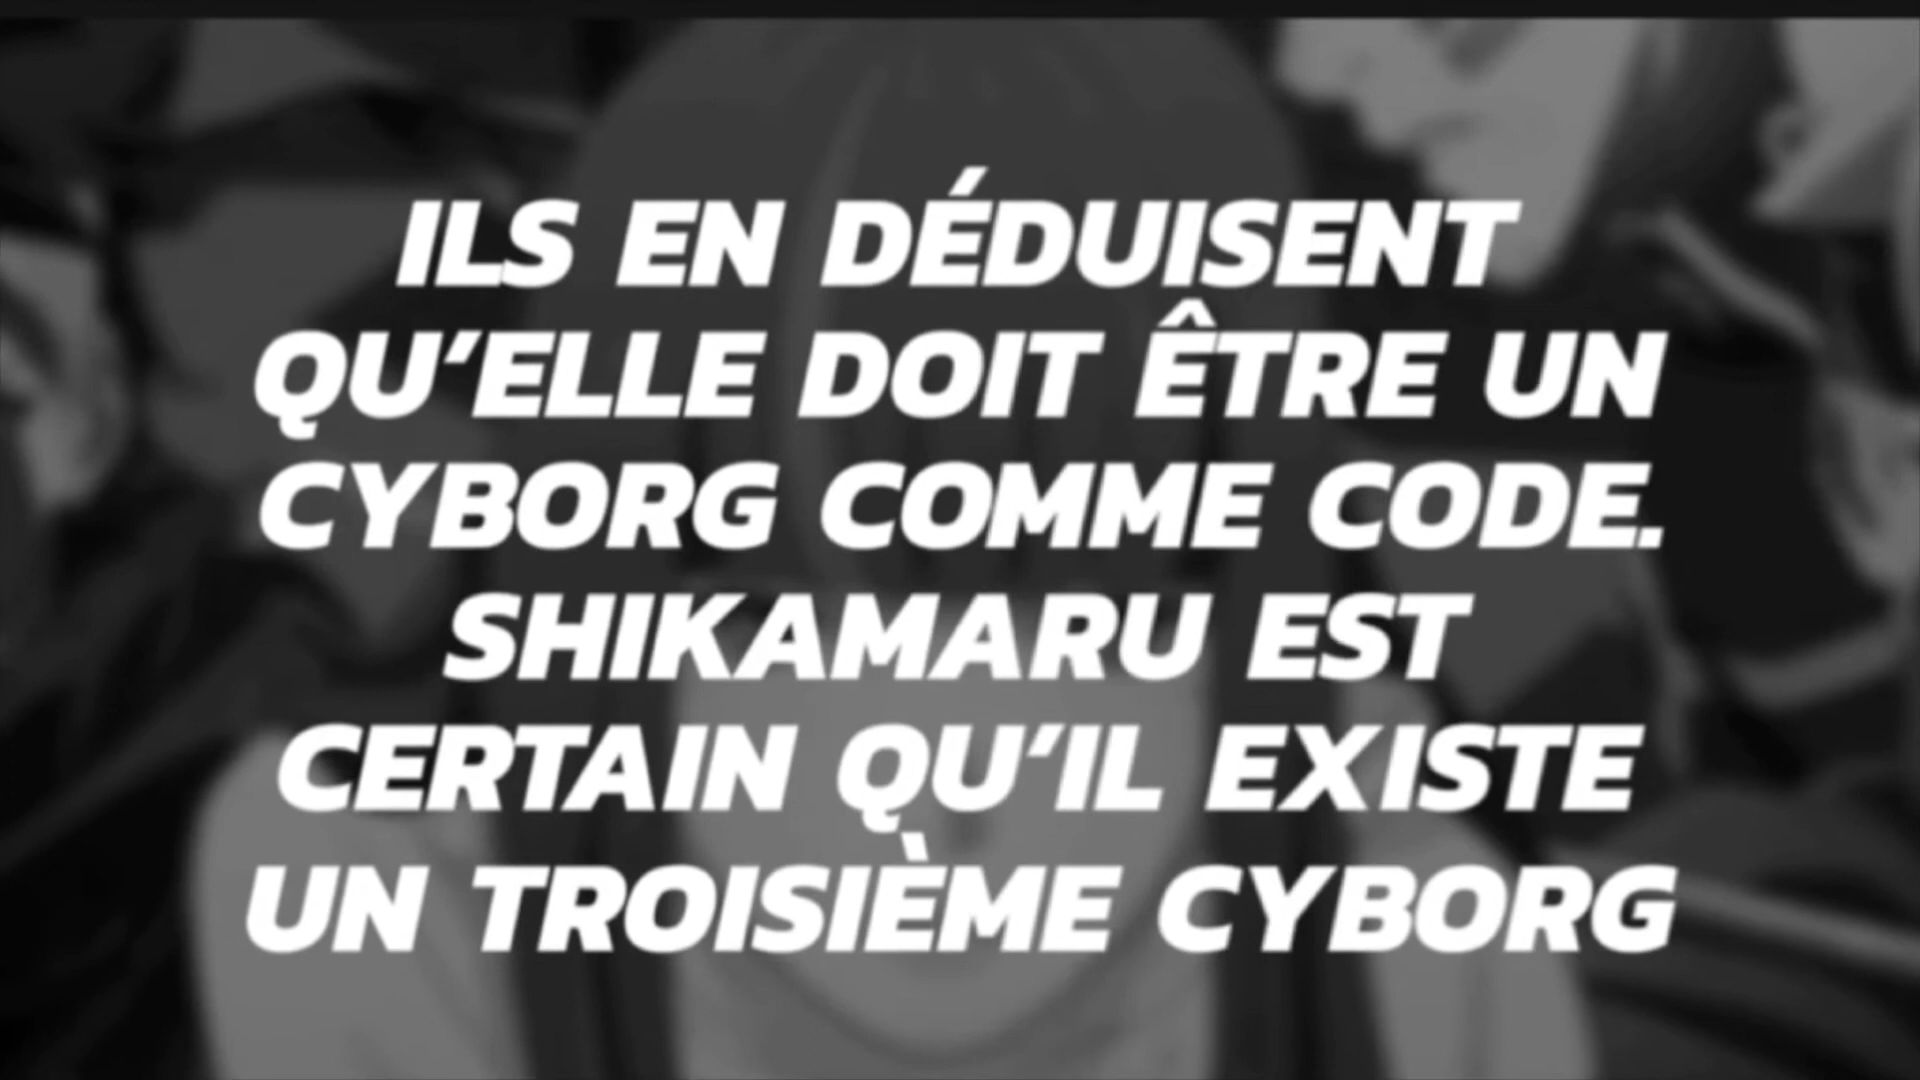 ILS EN DÉDUISENT
QU’ELLE DOIT ÊTRE UN
CYBORG COMME CODE.
SHIKAMARU EST
CERTAIN QU’IL EXISTE
UN TROISIÈME CYBORG